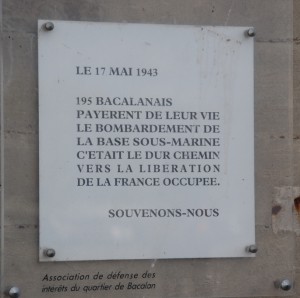 LE 17 MAI 1943
195 BACALANAIS
PAYERENT DE LEUR VIE
LE BOMBARDEMENT DE
LA BASE SOUS-MARINE
C'ETAIT LE DUR CHEMIN
VERS LA LIBERATION
DE LA FRANCE OCCUPEE.
SOUVENONS-NOUS
Association de défense des
intérêts du quartier de Bacalan